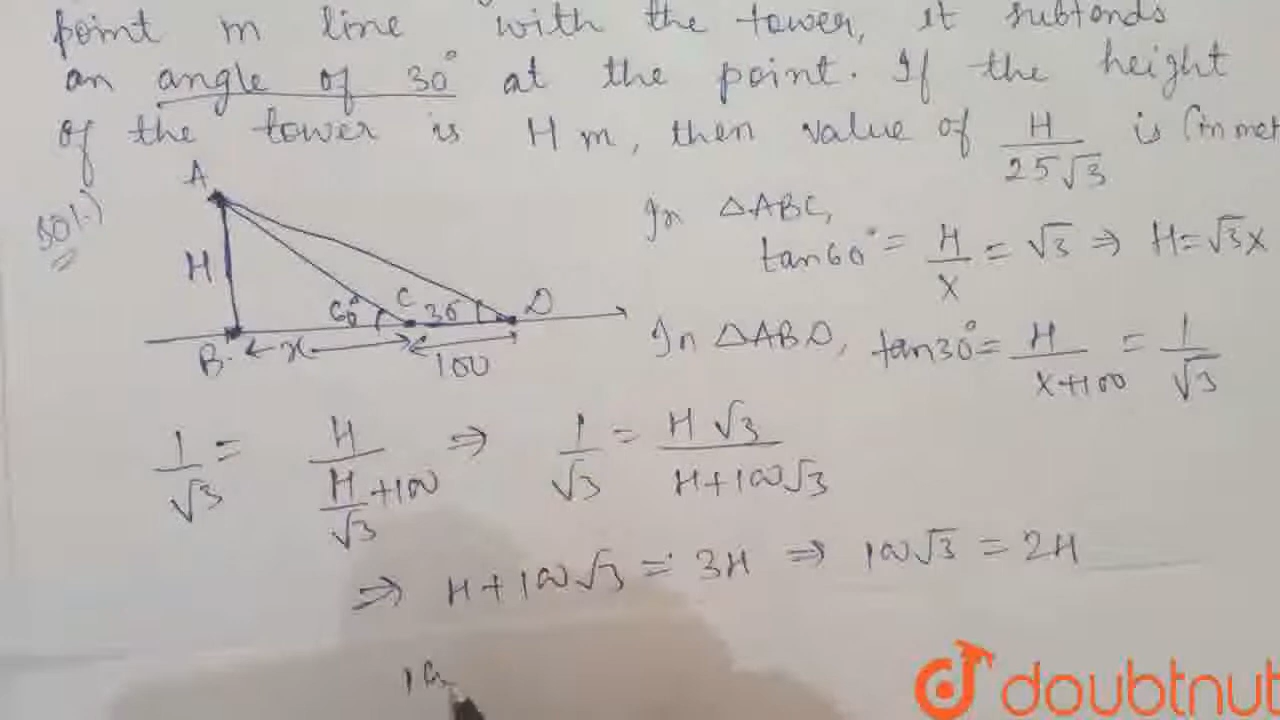 point m line with the tower, it subtends
an angle of 30° at the point. If the height
of the tower is H m, then value of H/25√3 is (in met
Sol.)
A
H
60° C 30 D
B x 100
In △ABC,
tan60° = H/x = √3 ⇒ H=√3x
In △ABD, tan30° = H/x+100 = 1/√3
1/√3 = H/(H/√3 +100) ⇒ 1/√3 = H√3/H+100√3
⇒ H+100√3 = 3H ⇒ 100√3 = 2H
doubtnut